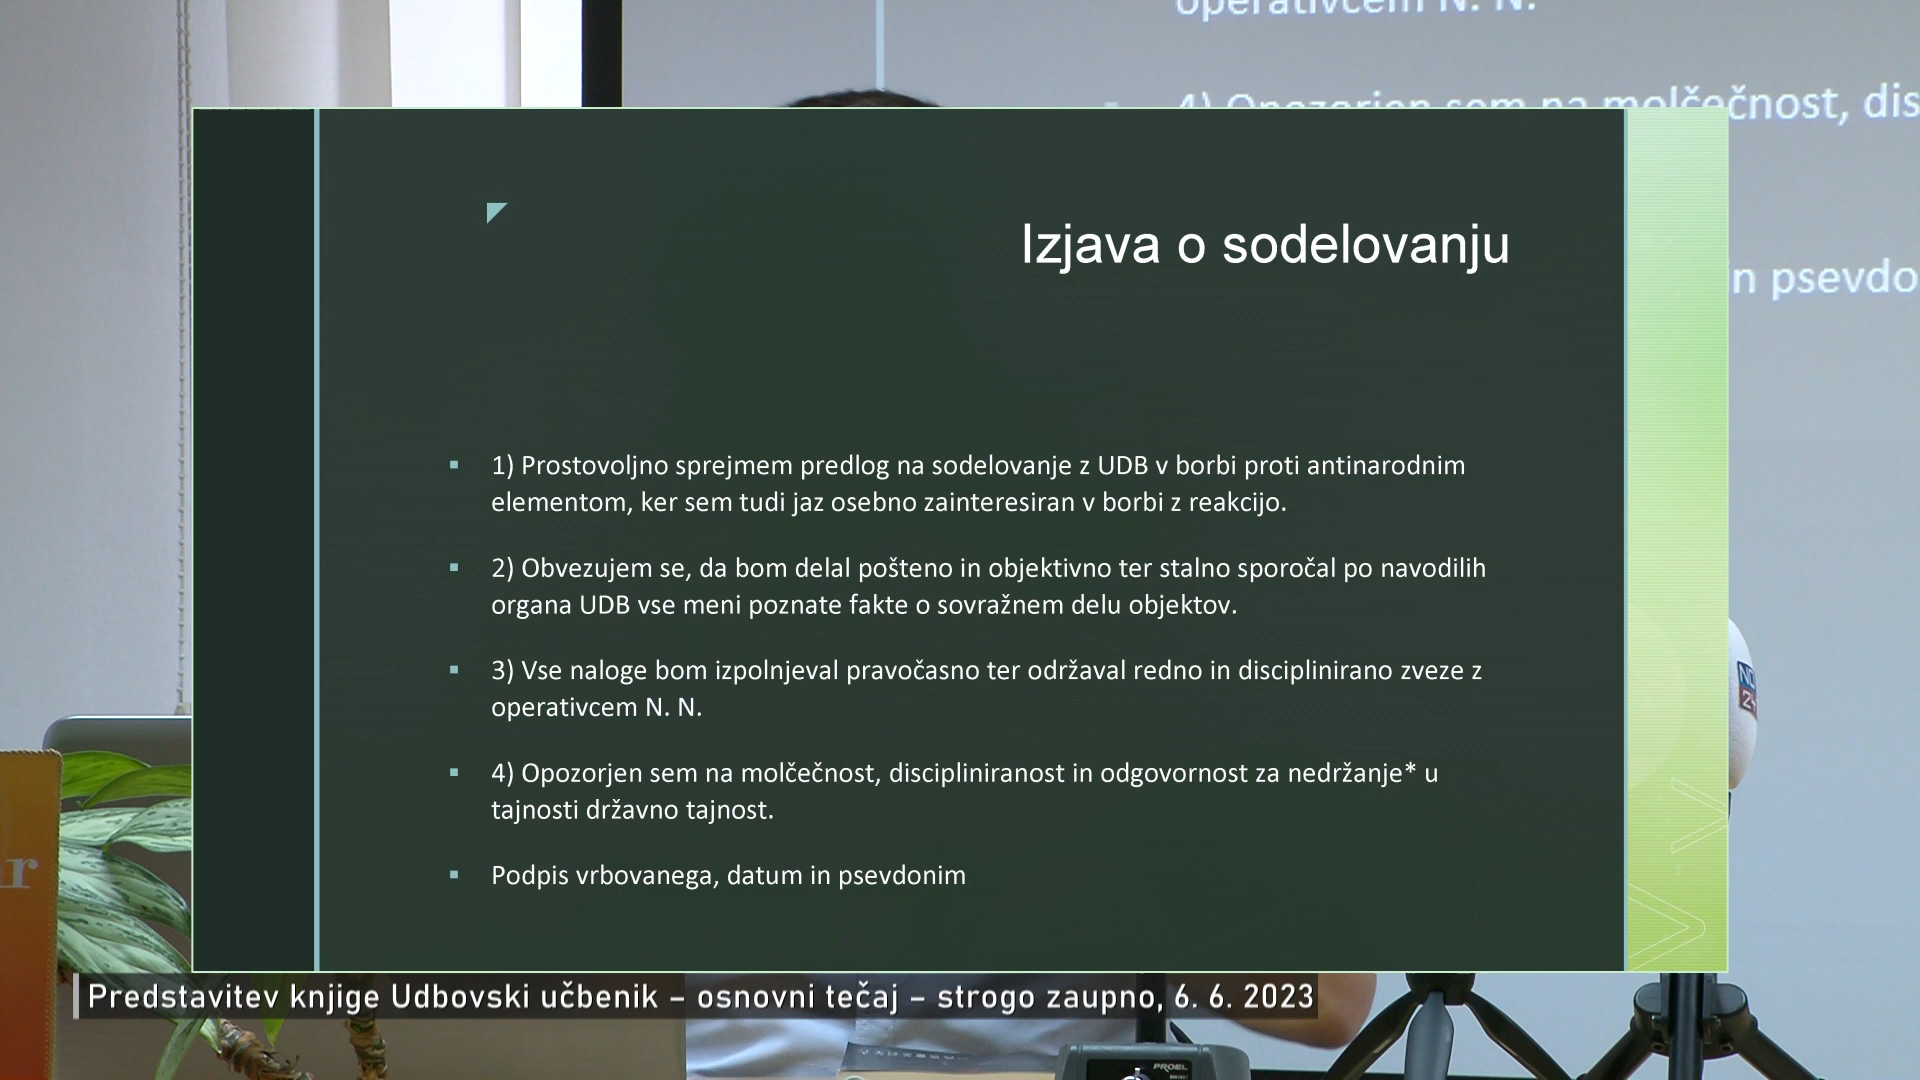 operativcem N. N.
4) Opozorjen sem na molčečnost, dis
Izjava o sodelovanju
in psevdo
1) Prostovoljno sprejmem predlog na sodelovanje z UDB v borbi proti antinarodnim
elementom, ker sem tudi jaz osebno zainteresiran v borbi z reakcijo.
2) Obvezujem se, da bom delal pošteno in objektivno ter stalno sporočal po navodilih
organa UDB vse meni poznate fakte o sovražnem delu objektov.
3) Vse naloge bom izpolnjeval pravočasno ter održaval redno in disciplinirano zveze z
operativcem N. N.
4) Opozorjen sem na molčečnost, discipliniranost in odgovornost za nedržanje* u
tajnosti državno tajnost.
Podpis vrbovanega, datum in psevdonim
Predstavitev knjige Udbovski učbenik – osnovni tečaj – strogo zaupno, 6. 6. 2023
PROEL